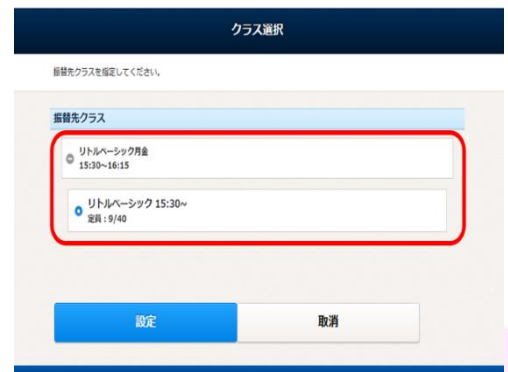 クラス選択
振替先クラスを指定してください。
振替先クラス
リトルベーシック月金
15:30～16:15
リトルベーシック 15:30～
定員：9/40
設定
取消